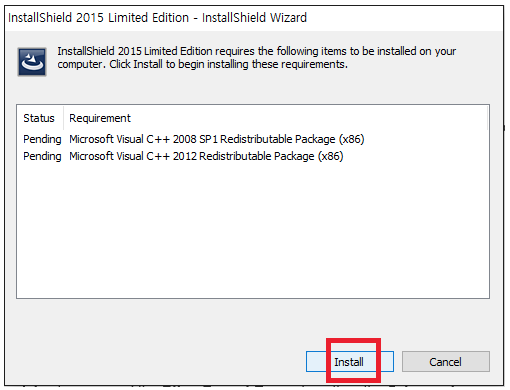 InstallShield 2015 Limited Edition - InstallShield Wizard
InstallShield 2015 Limited Edition requires the following items to be installed on your
computer. Click Install to begin installing these requirements.
Status Requirement
Pending Microsoft Visual C++ 2008 SP1 Redistributable Package (x86)
Pending Microsoft Visual C++ 2012 Redistributable Package (x86)
Install Cancel